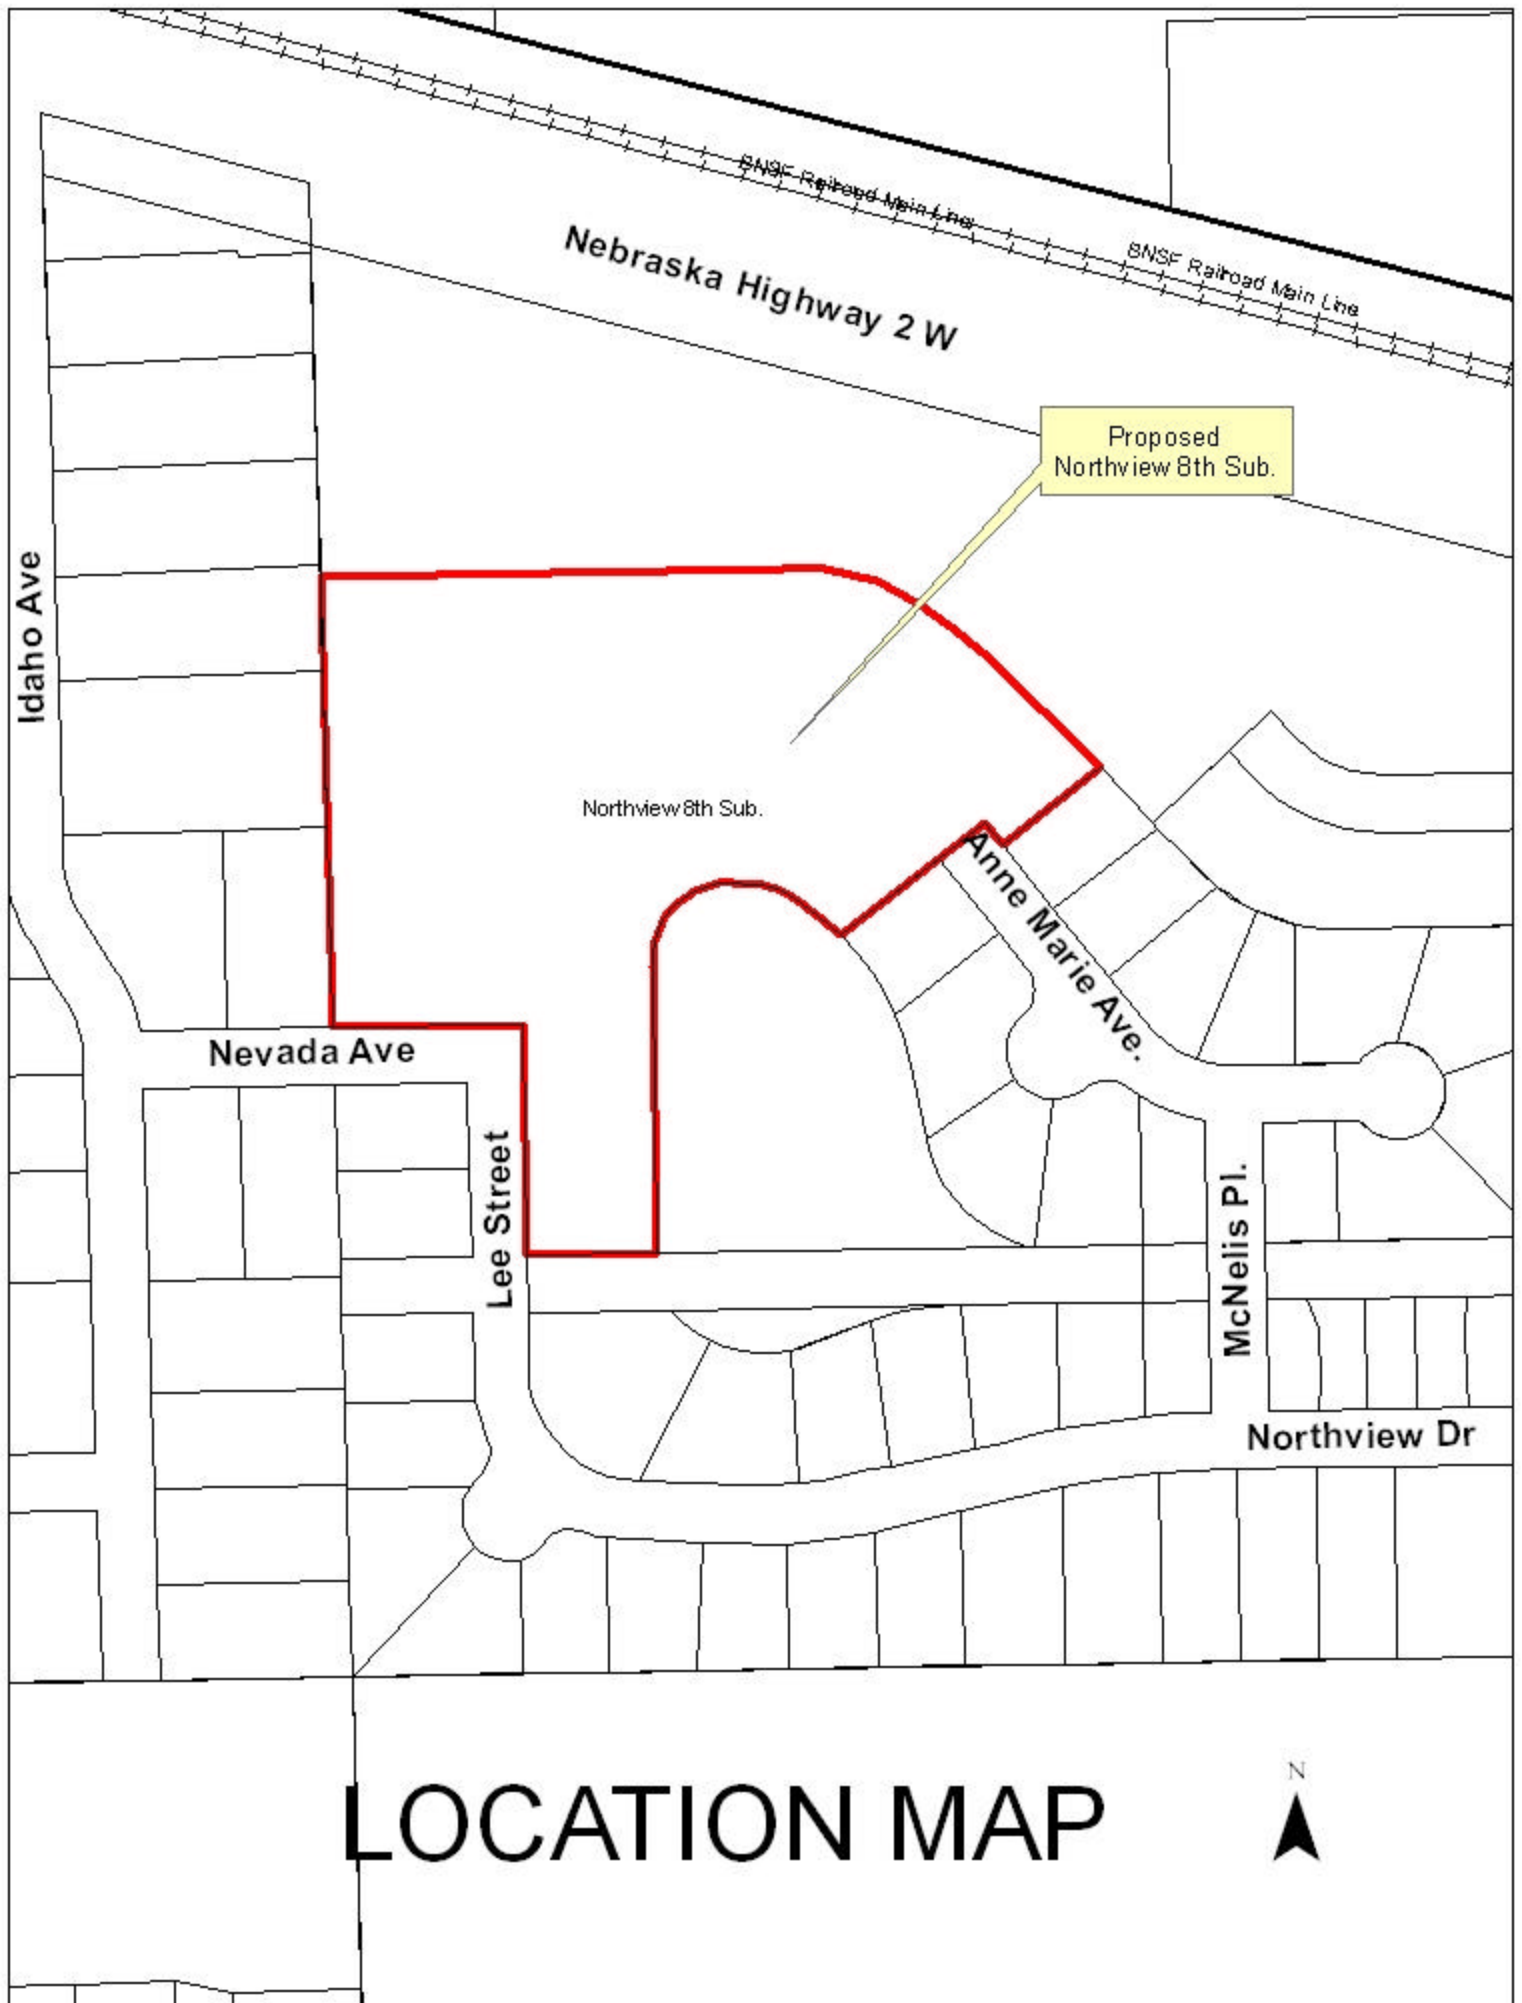 BNSF Railroad Main Line
BNSF Railroad Main Line
Nebraska Highway 2 W
Proposed
Northview 8th Sub.
Idaho Ave
Northview 8th Sub.
Anne Marie Ave.
Nevada Ave
Lee Street
McNelis Pl.
Northview Dr
N
LOCATION MAP